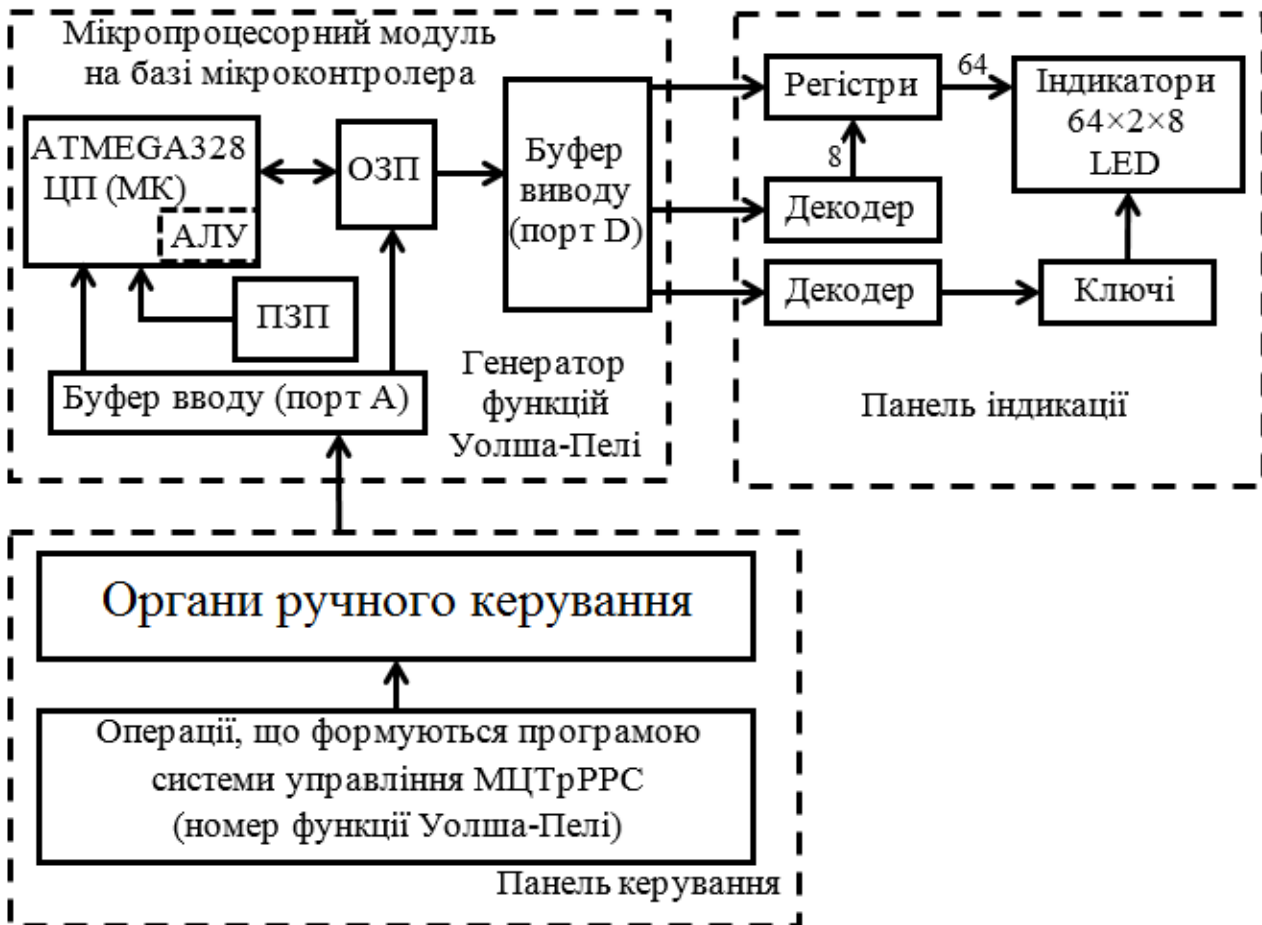 Мікропроцесорний модуль
на базі мікроконтролера
ATMEGA328
ЦП (МК)
АЛУ
ОЗП
ПЗП
Буфер
виводу
(порт D)
Буфер вводу (порт А)
Генератор
функцій
Уолша-Пелі
Регістри
64
8
Декодер
Декодер
Індикатори
64×2×8
LED
Ключі
Панель індикації
Органи ручного керування
Операції, що формуються програмою
системи управління МЦТрРРС
(номер функції Уолша-Пелі)
Панель керування